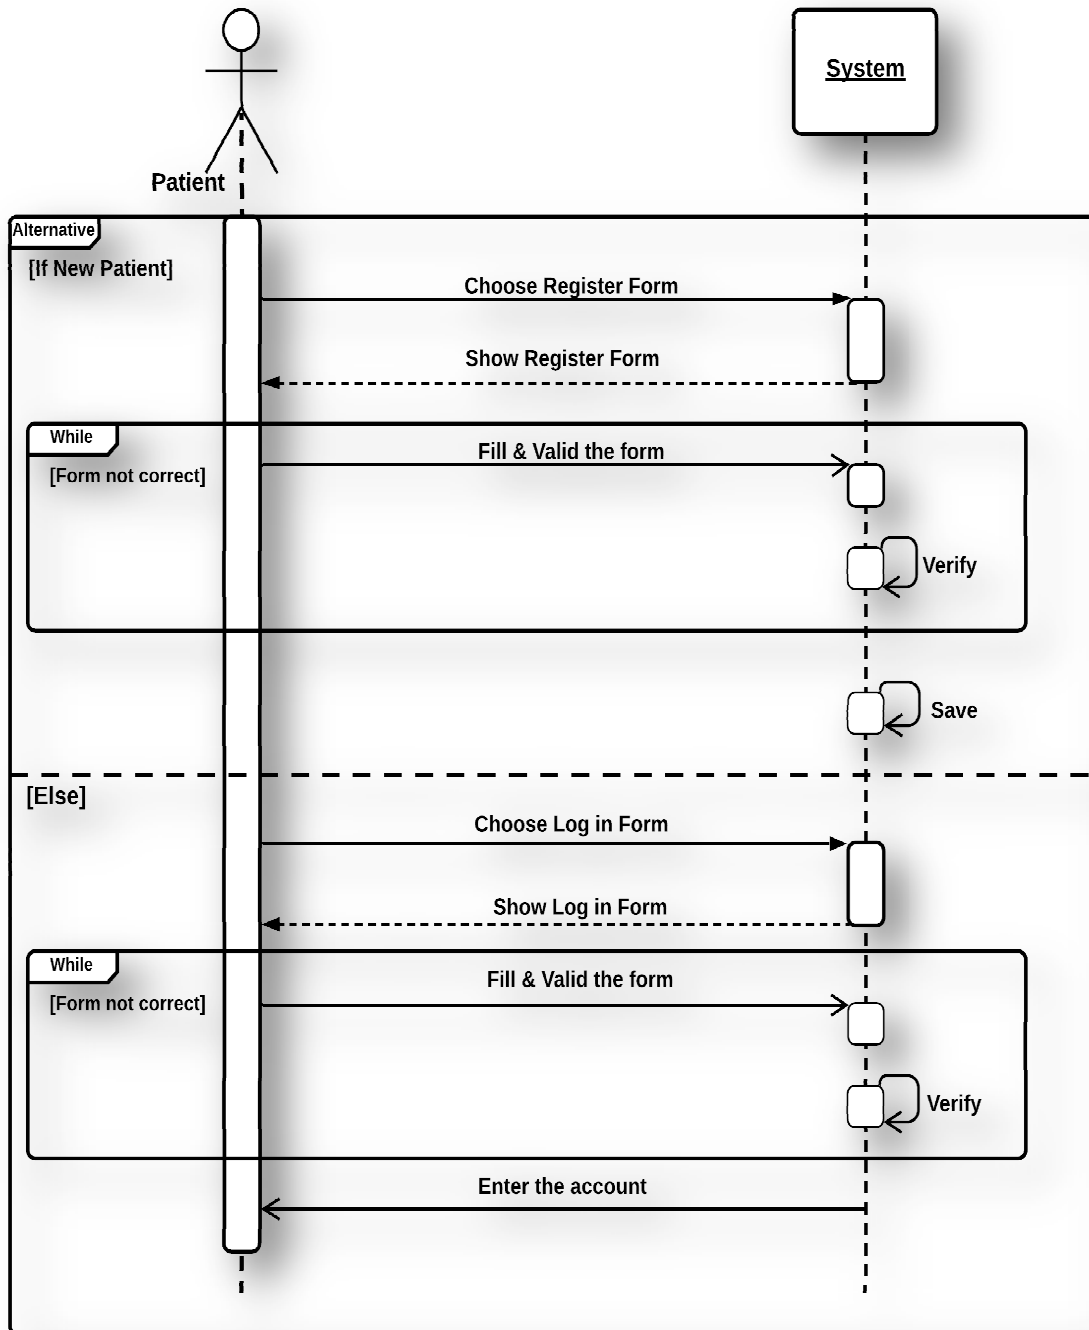 System
Patient
Alternative
[If New Patient]
Choose Register Form
Show Register Form
While
[Form not correct]
Fill & Valid the form
Verify
Save
[Else]
Choose Log in Form
Show Log in Form
While
[Form not correct]
Fill & Valid the form
Verify
Enter the account